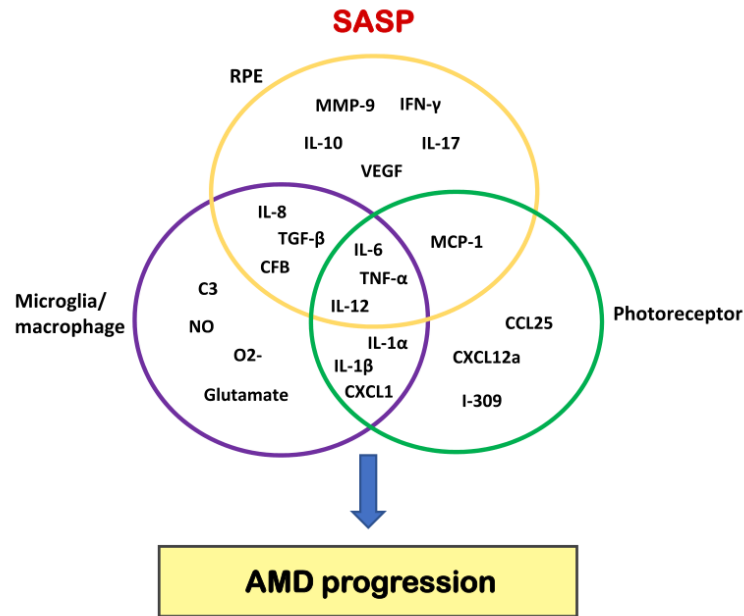 SASP
RPE
MMP-9
IFN-γ
IL-10
IL-17
VEGF
IL-8
TGF-β
CFB
IL-6
TNF-α
IL-12
MCP-1
Microglia/
macrophage
C3
NO
O2-
Glutamate
IL-1α
IL-1β
CXCL1
Photoreceptor
CCL25
CXCL12a
I-309
AMD progression